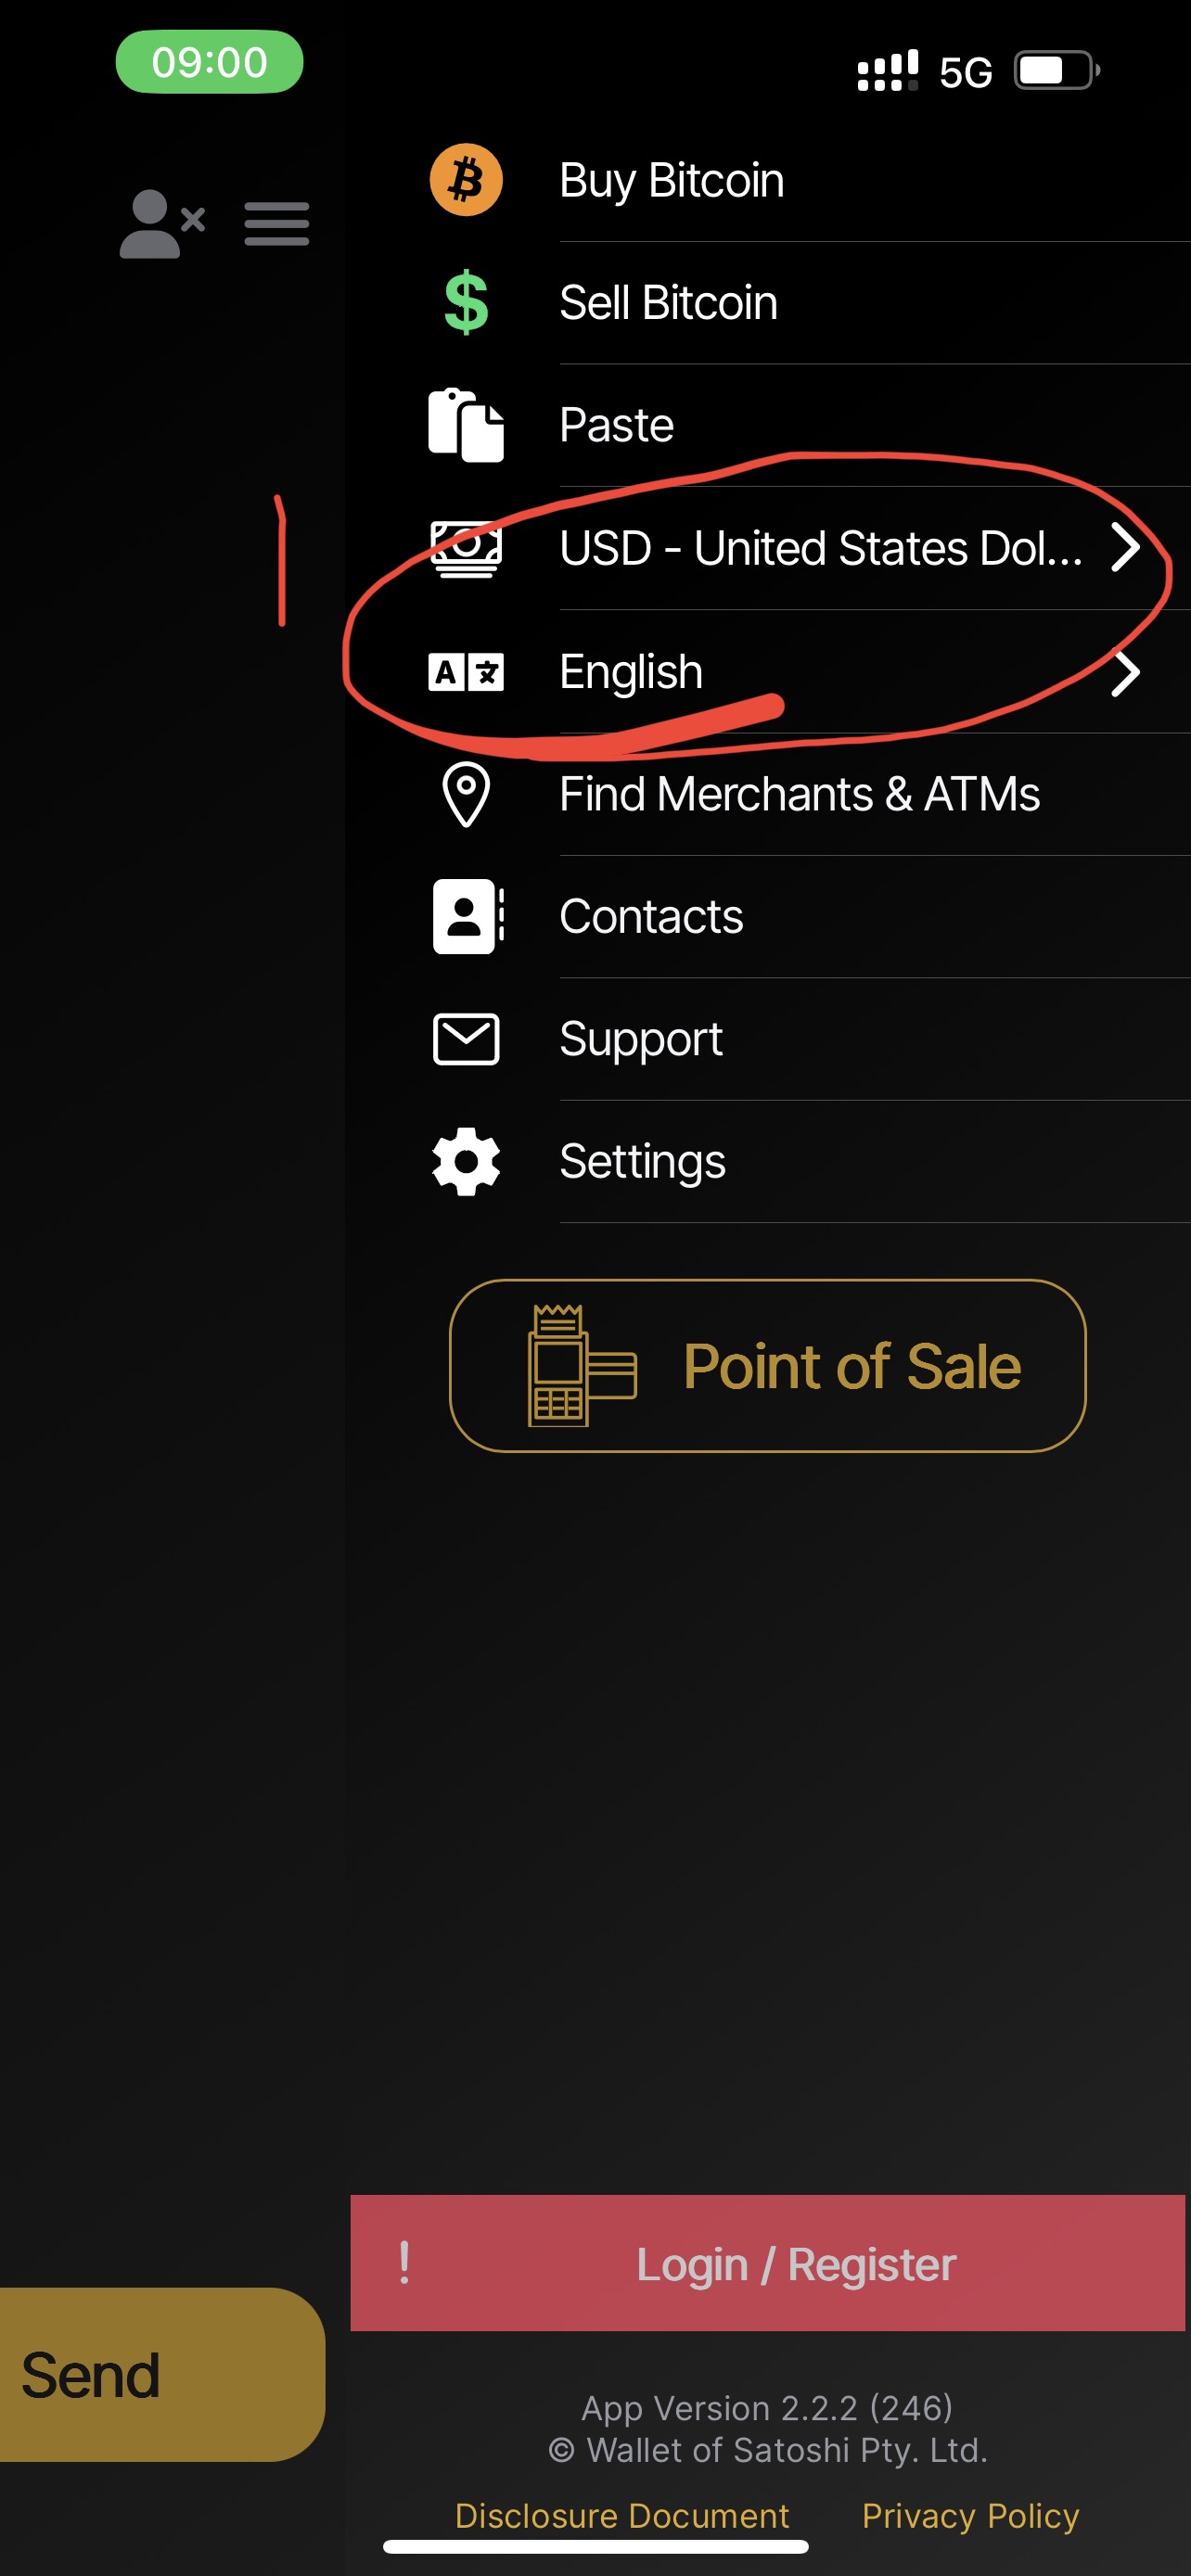 09:00
5G
Buy Bitcoin
Sell Bitcoin
Paste
USD - United States Dol...
English
Find Merchants & ATMs
Contacts
Support
Settings
Point of Sale
! Login / Register
Send
App Version 2.2.2 (246)
© Wallet of Satoshi Pty. Ltd.
Disclosure Document Privacy Policy